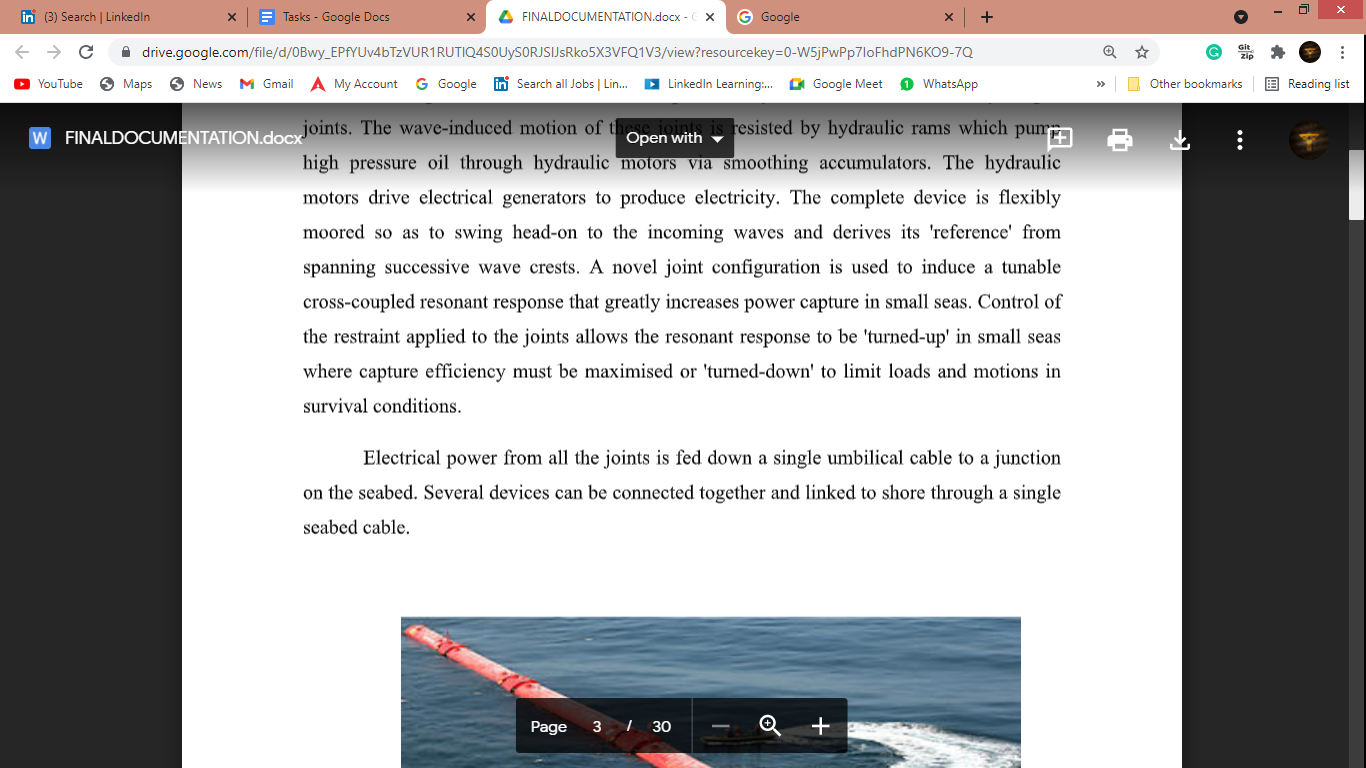 (3) Search | LinkedIn
Tasks - Google Docs
FINALDOCUMENTATION.docx - G
Google
drive.google.com/file/d/0Bwy_EPfYUv4bTzVUR1RUTlQ4S0UyS0RJSlJsRko5X3VFQ1V3/view?resourcekey=0-W5jPwPp7IoFhdPN6KO9-7Q
YouTube Maps News Gmail My Account Google Search all Jobs | Lin... LinkedIn Learning:... Google Meet WhatsApp » Other bookmarks Reading list
W FINALDOCUMENTATION.docx
Open with
joints. The wave-induced motion of these joints is resisted by hydraulic rams which pump
high pressure oil through hydraulic motors via smoothing accumulators. The hydraulic
motors drive electrical generators to produce electricity. The complete device is flexibly
moored so as to swing head-on to the incoming waves and derives its 'reference' from
spanning successive wave crests. A novel joint configuration is used to induce a tunable
cross-coupled resonant response that greatly increases power capture in small seas. Control of
the restraint applied to the joints allows the resonant response to be 'turned-up' in small seas
where capture efficiency must be maximised or 'turned-down' to limit loads and motions in
survival conditions.
Electrical power from all the joints is fed down a single umbilical cable to a junction
on the seabed. Several devices can be connected together and linked to shore through a single
seabed cable.
Page 3 / 30